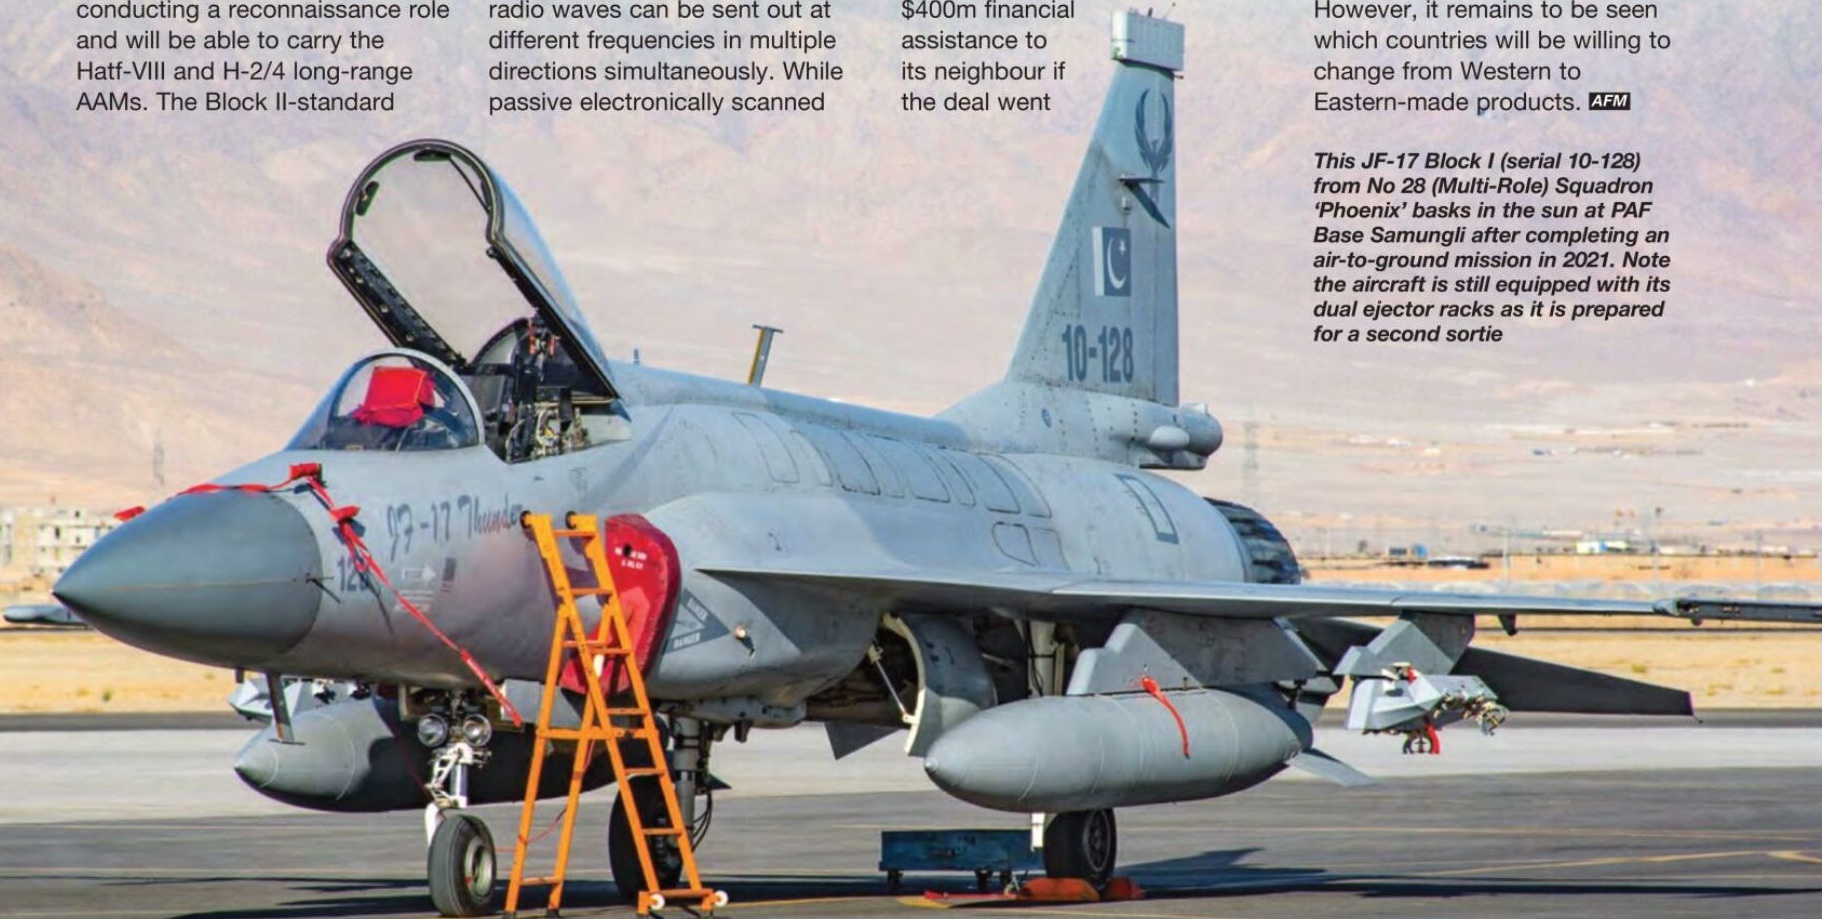 conducting a reconnaissance role
and will be able to carry the
Hatf-VIII and H-2/4 long-range
AAMs. The Block II-standard
radio waves can be sent out at
different frequencies in multiple
directions simultaneously. While
passive electronically scanned
$400m financial
assistance to
its neighbour if
the deal went
However, it remains to be seen
which countries will be willing to
change from Western to
Eastern-made products. AFM
This JF-17 Block I (serial 10-128)
from No 28 (Multi-Role) Squadron
‘Phoenix’ basks in the sun at PAF
Base Samungli after completing an
air-to-ground mission in 2021. Note
the aircraft is still equipped with its
dual ejector racks as it is prepared
for a second sortie
10-128
JF-17 Thunder
DANGER